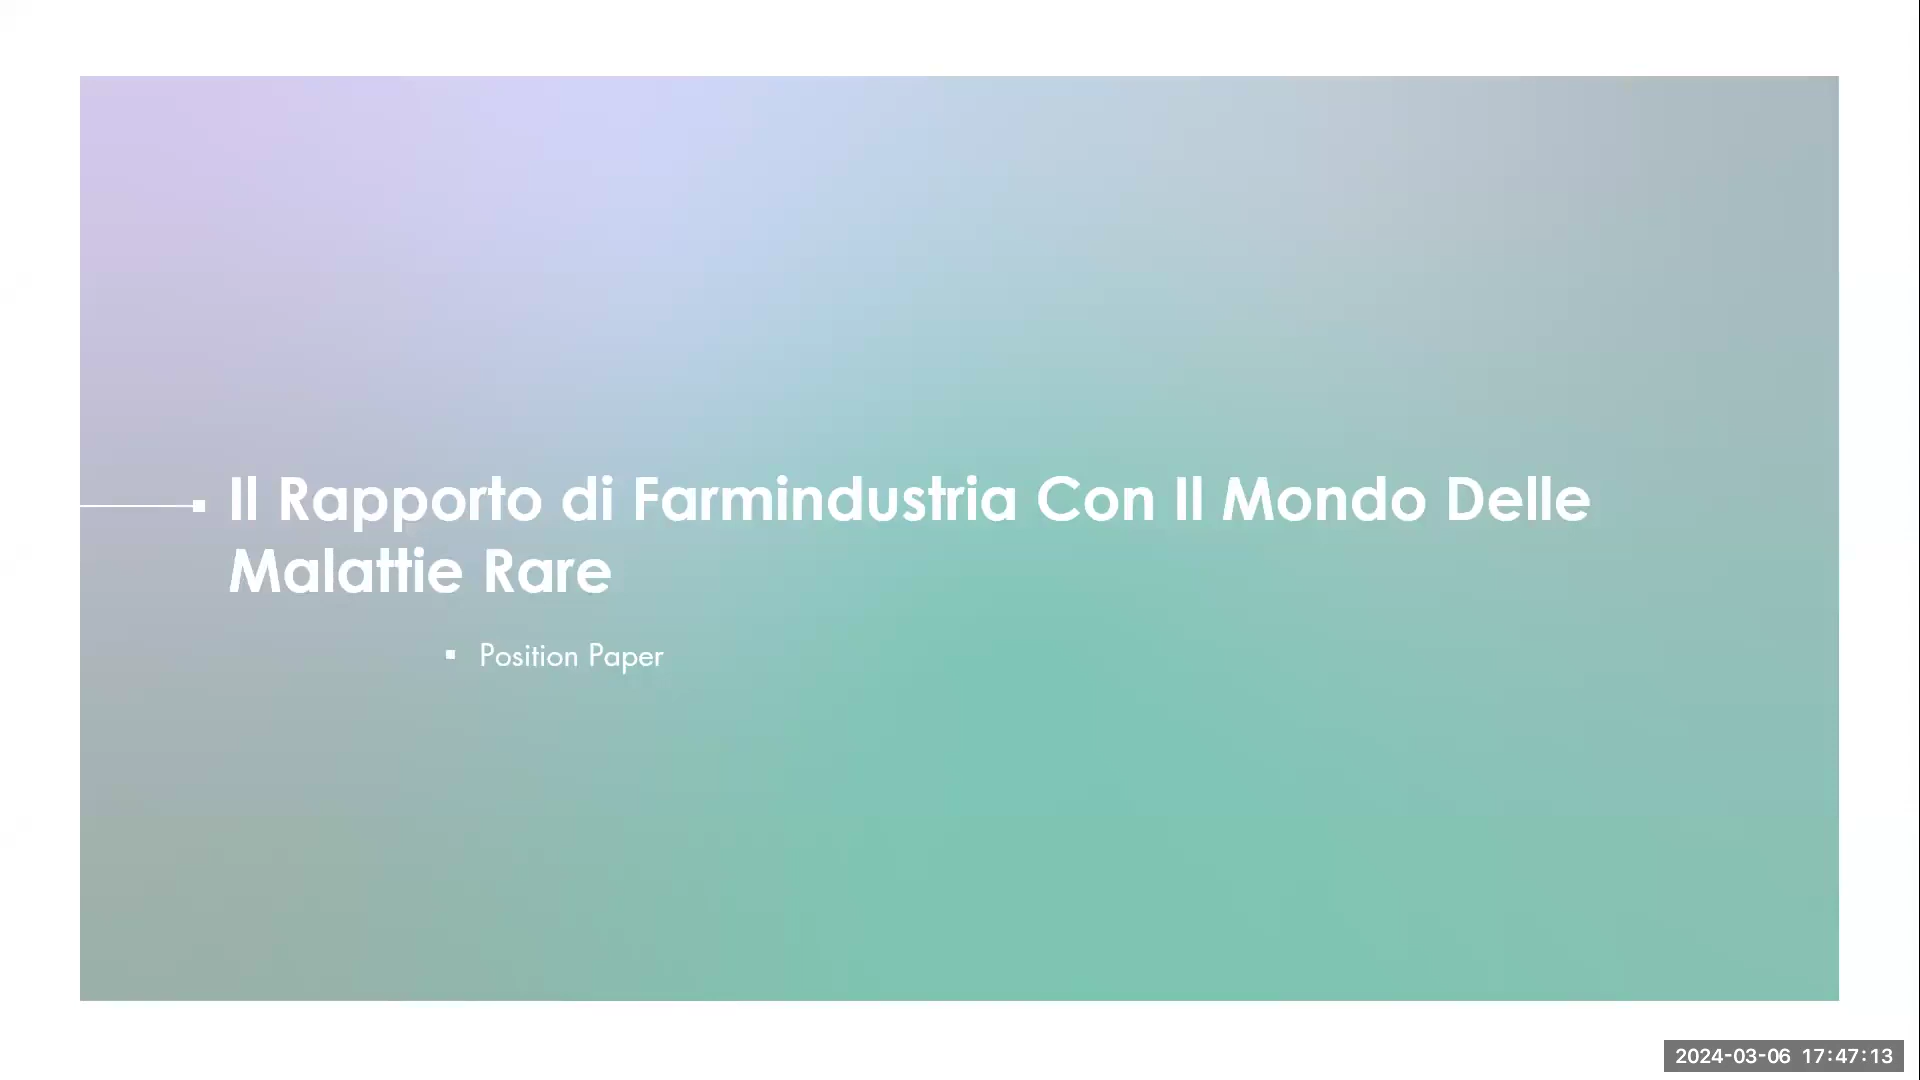 Il Rapporto di Farmindustria Con Il Mondo Delle
Malattie Rare
▪ Position Paper
2024-03-06 17:47:13